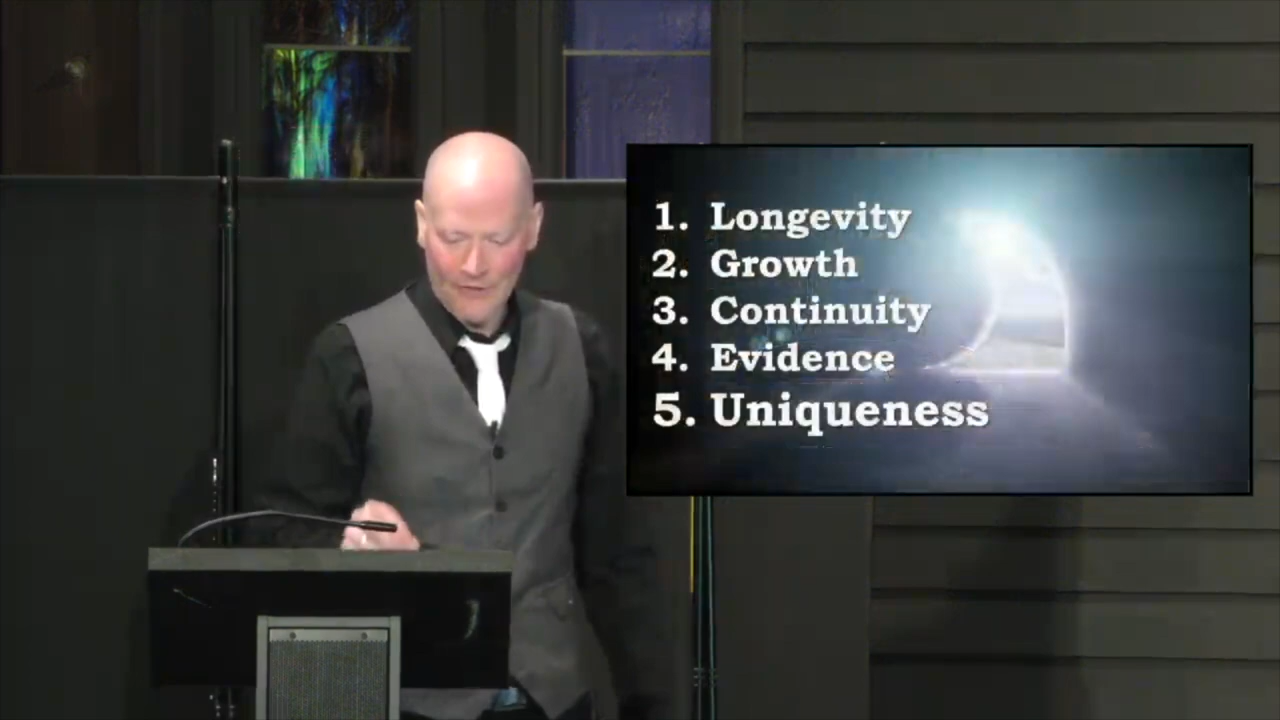 1. Longevity
2. Growth
3. Continuity
4. Evidence
5. Uniqueness